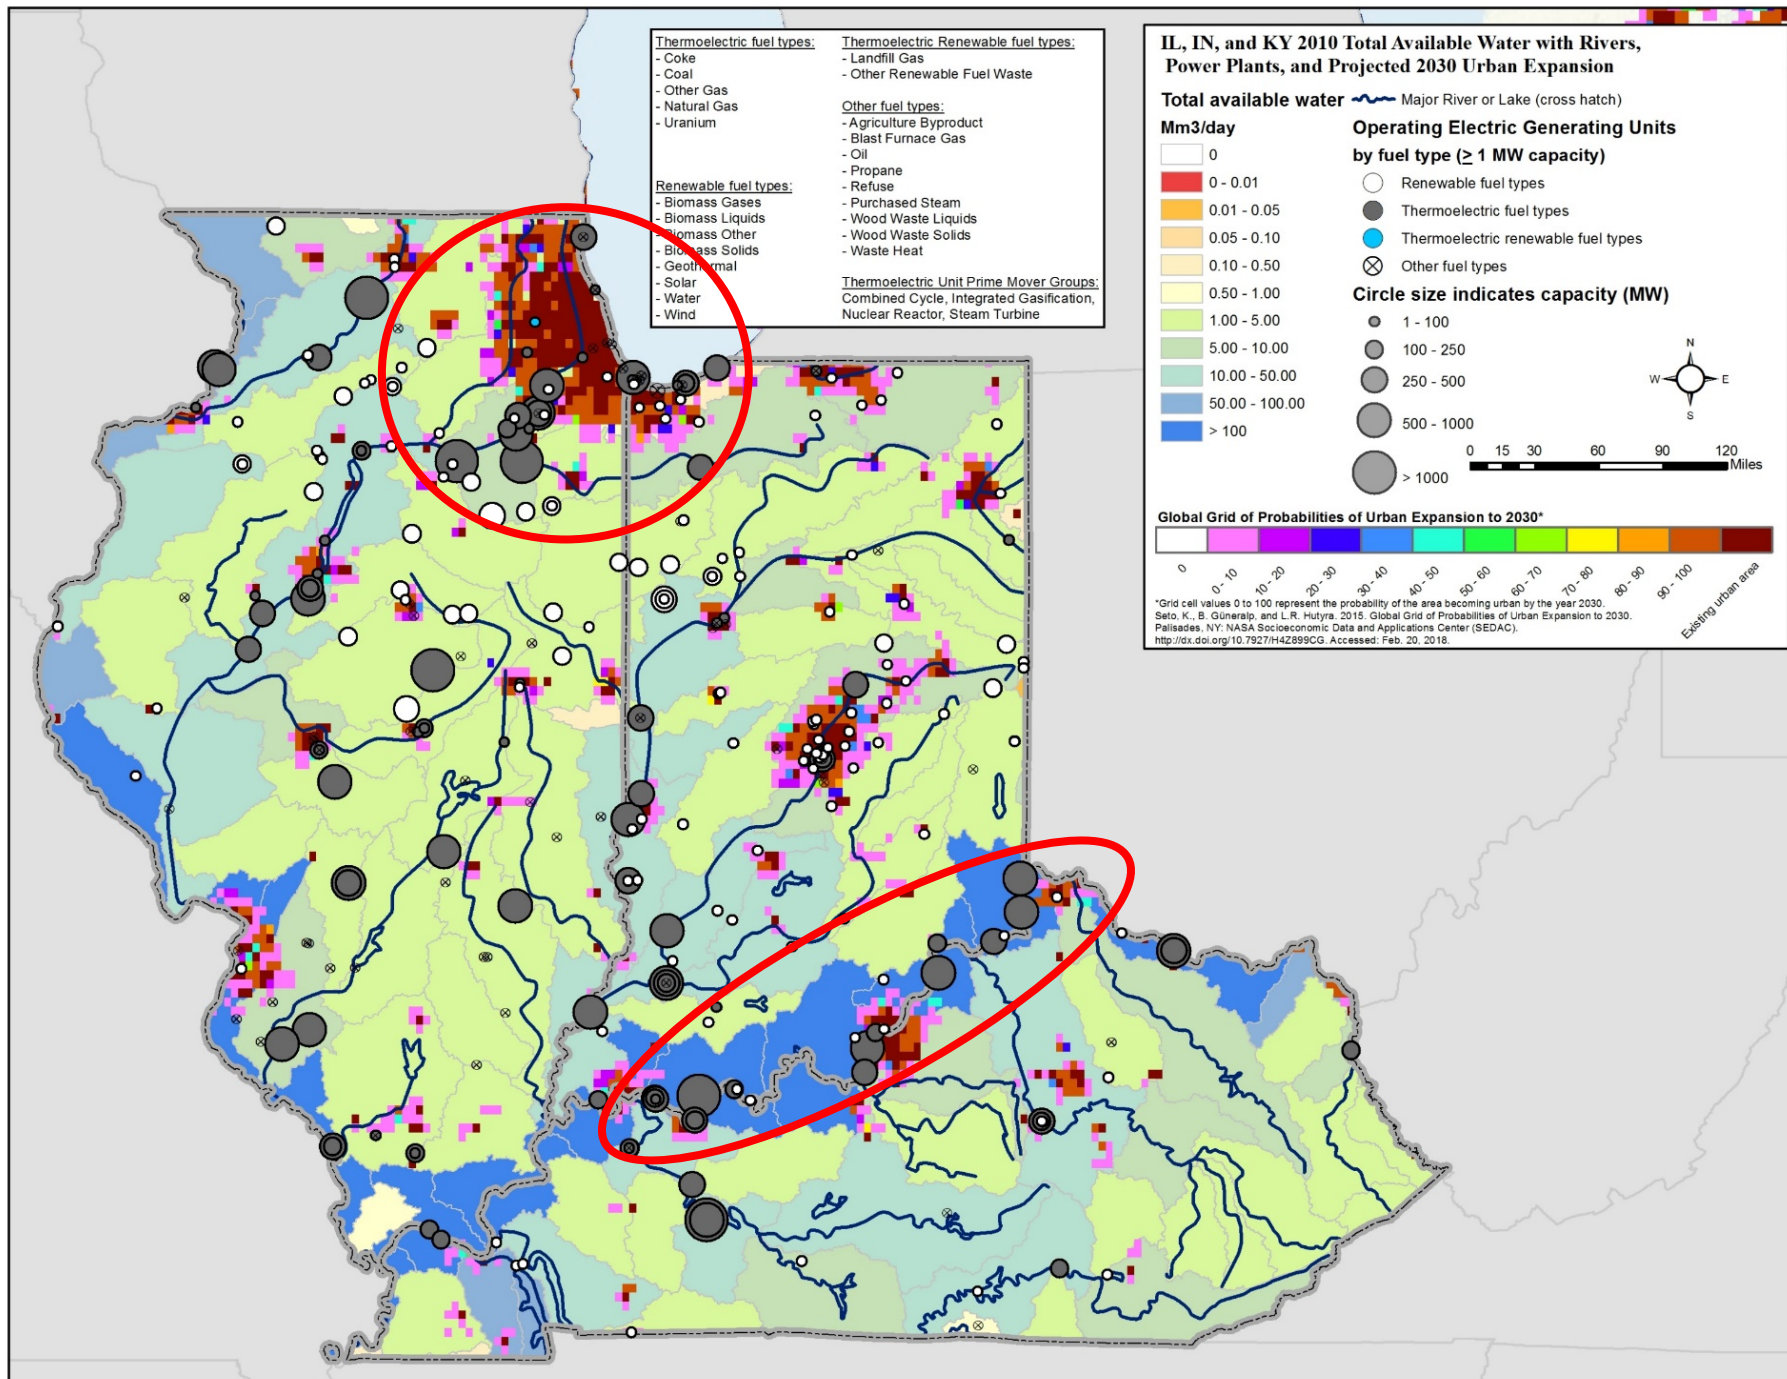 Thermoelectric fuel types:
- Coke
- Coal
- Other Gas
- Natural Gas
- Uranium
Renewable fuel types:
- Biomass Gases
- Biomass Liquids
- Biomass Other
- Biomass Solids
- Geothermal
- Solar
- Water
- Wind
Thermoelectric Renewable fuel types:
- Landfill Gas
- Other Renewable Fuel Waste
Other fuel types:
- Agriculture Byproduct
- Blast Furnace Gas
- Oil
- Propane
- Refuse
- Purchased Steam
- Wood Waste Liquids
- Wood Waste Solids
- Waste Heat
Thermoelectric Unit Prime Mover Groups:
Combined Cycle, Integrated Gasification,
Nuclear Reactor, Steam Turbine
IL, IN, and KY 2010 Total Available Water with Rivers,
Power Plants, and Projected 2030 Urban Expansion
Total available water
Mm3/day
0
0 - 0.01
0.01 - 0.05
0.05 - 0.10
0.10 - 0.50
0.50 - 1.00
1.00 - 5.00
5.00 - 10.00
10.00 - 50.00
50.00 - 100.00
> 100
Major River or Lake (cross hatch)
Operating Electric Generating Units
by fuel type (≥ 1 MW capacity)
Renewable fuel types
Thermoelectric fuel types
Thermoelectric renewable fuel types
Other fuel types
Circle size indicates capacity (MW)
1 - 100
100 - 250
250 - 500
500 - 1000
> 1000
N
W E
S
0 15 30 60 90 120
Miles
Global Grid of Probabilities of Urban Expansion to 2030*
0
0 - 10
10 - 20
20 - 30
30 - 40
40 - 50
50 - 60
60 - 70
70 - 80
80 - 90
90 - 100
Existing urban area
*Grid cell values 0 to 100 represent the probability of the area becoming urban by the year 2030.
Seto, K., B. Güneralp, and L.R. Hutyra. 2015. Global Grid of Probabilities of Urban Expansion to 2030.
Palisades, NY: NASA Socioeconomic Data and Applications Center (SEDAC).
http://dx.doi.org/10.7927/H4Z899CG. Accessed: Feb. 20, 2018.